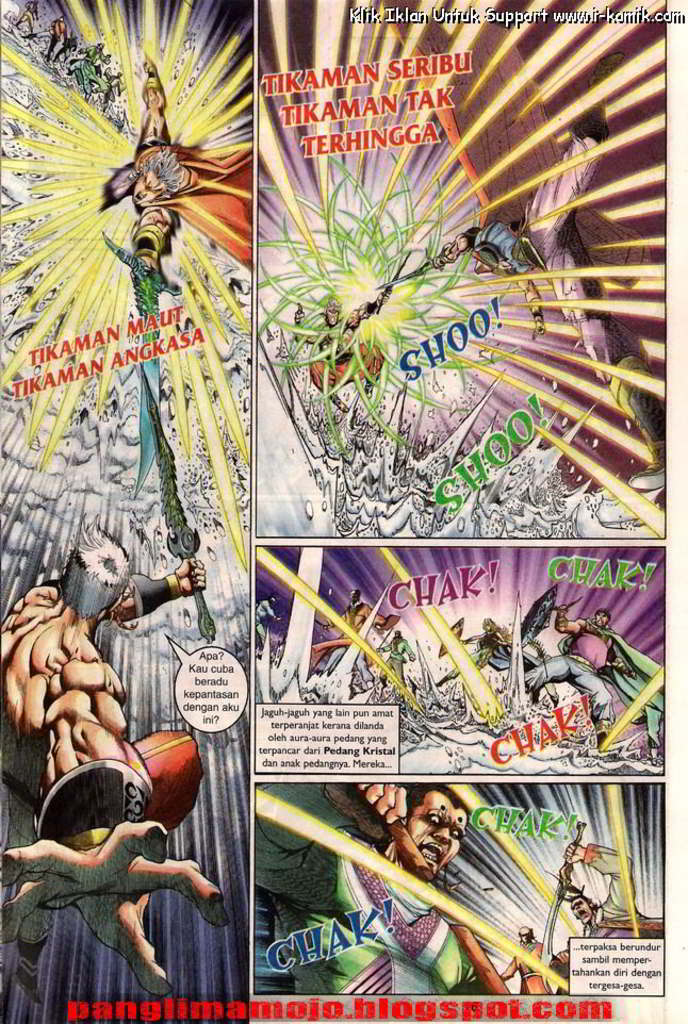 Klik Iklan Untuk Support www.i-komik.com
TIKAMAN MAUT
TIKAMAN ANGKASA
Apa?
Kau cuba
beradu
kepantasan
dengan aku
ini?
TIKAMAN SERIBU
TIKAMAN TAK
TERHINGGA
SHOO!
SHOO!
CHAK!
CHAK!
CHAK!
Jaguh-jaguh yang lain pun amat
terperanjat kerana dilanda
oleh aura-aura pedang yang
terpancar dari Pedang Kristal
dan anak pedangnya. Mereka...
CHAK!
CHAK!
...terpaksa berundur
sambil memper-
tahankan diri dengan
tergesa-gesa.
panglimamojo.blogspot.com